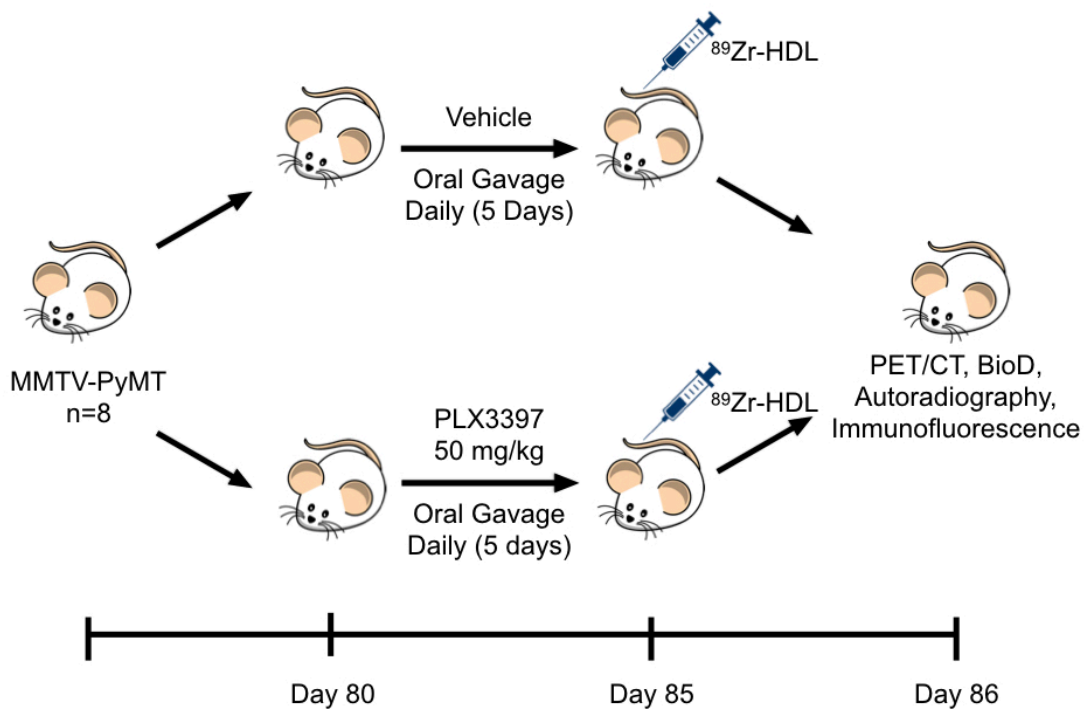 ⁸⁹Zr-HDL
Vehicle
Oral Gavage
Daily (5 Days)
MMTV-PyMT
n=8
PET/CT, BioD,
Autoradiography,
Immunofluorescence
⁸⁹Zr-HDL
PLX3397
50 mg/kg
Oral Gavage
Daily (5 days)
Day 80
Day 85
Day 86